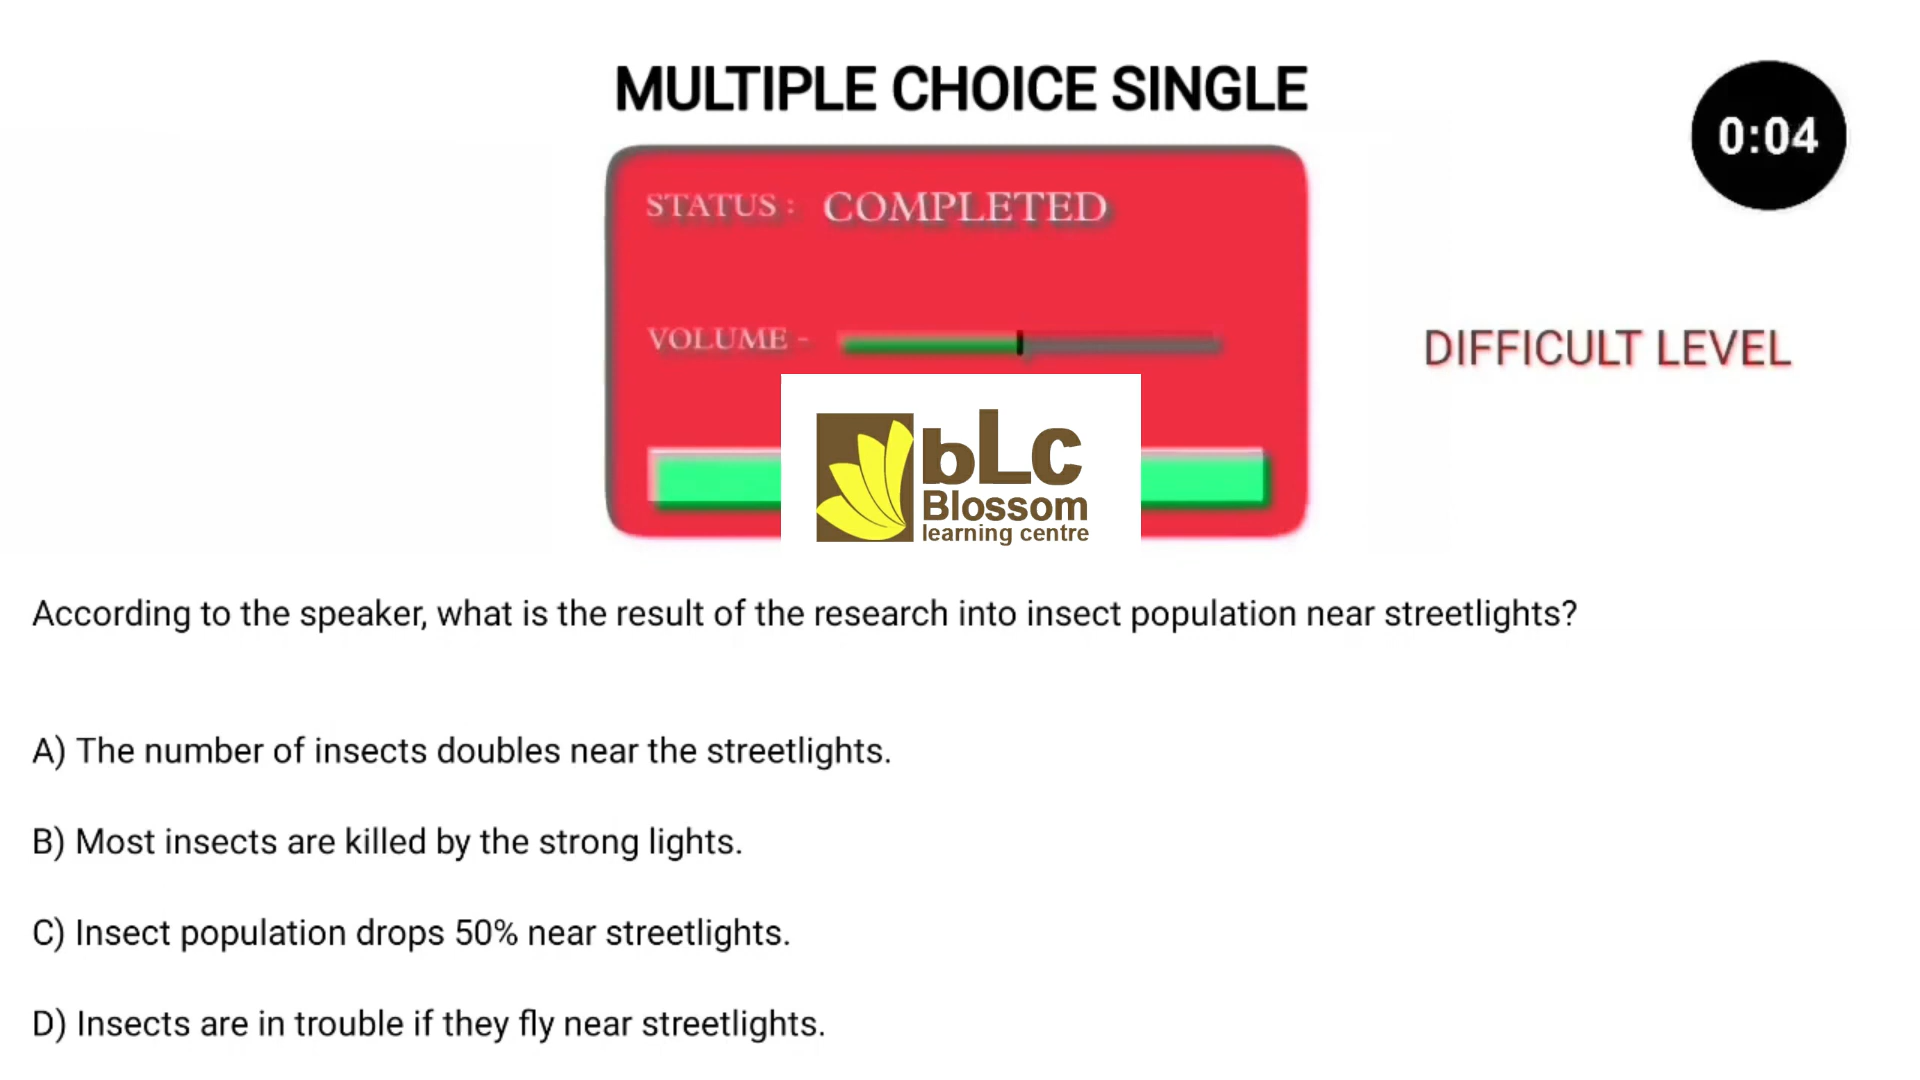 MULTIPLE CHOICE SINGLE
0:04
STATUS : COMPLETED
VOLUME -
DIFFICULT LEVEL
bLc
Blossom
learning centre
According to the speaker, what is the result of the research into insect population near streetlights?
A) The number of insects doubles near the streetlights.
B) Most insects are killed by the strong lights.
C) Insect population drops 50% near streetlights.
D) Insects are in trouble if they fly near streetlights.